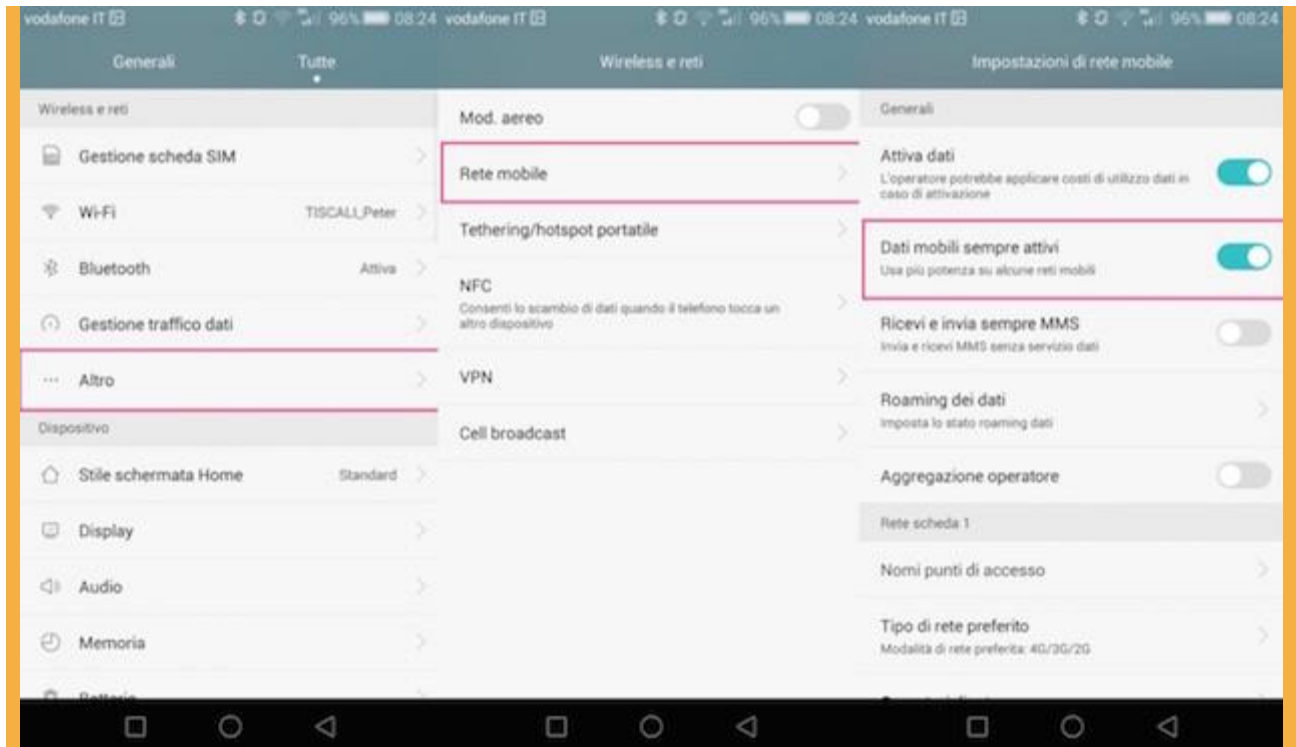 vodafone IT 96% 08:24
Generali Tutte
Wireless e reti
Gestione scheda SIM
Wi-Fi TISCALI_Peter
Bluetooth Attiva
Gestione traffico dati
Altro
Dispositivo
Stile schermata Home Standard
Display
Audio
Memoria
Batteria
vodafone IT 96% 08:24
Wireless e reti
Mod. aereo
Rete mobile
Tethering/hotspot portatile
NFC
Consenti lo scambio di dati quando il telefono tocca un
altro dispositivo
VPN
Cell broadcast
vodafone IT 96% 08:24
Impostazioni di rete mobile
Generali
Attiva dati
L'operatore potrebbe applicare costi di utilizzo dati in
caso di attivazione
Dati mobili sempre attivi
Usa più potenza su alcune reti mobili
Ricevi e invia sempre MMS
Invia e ricevi MMS senza servizio dati
Roaming dei dati
Imposta lo stato roaming dati
Aggregazione operatore
Rete scheda 1
Nomi punti di accesso
Tipo di rete preferito
Modalità di rete preferita: 4G/3G/2G